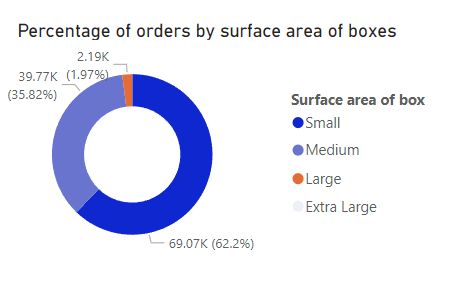 Percentage of orders by surface area of boxes
2.19K
(1.97%)
39.77K
(35.82%)
69.07K (62.2%)
Surface area of box
Small
Medium
Large
Extra Large